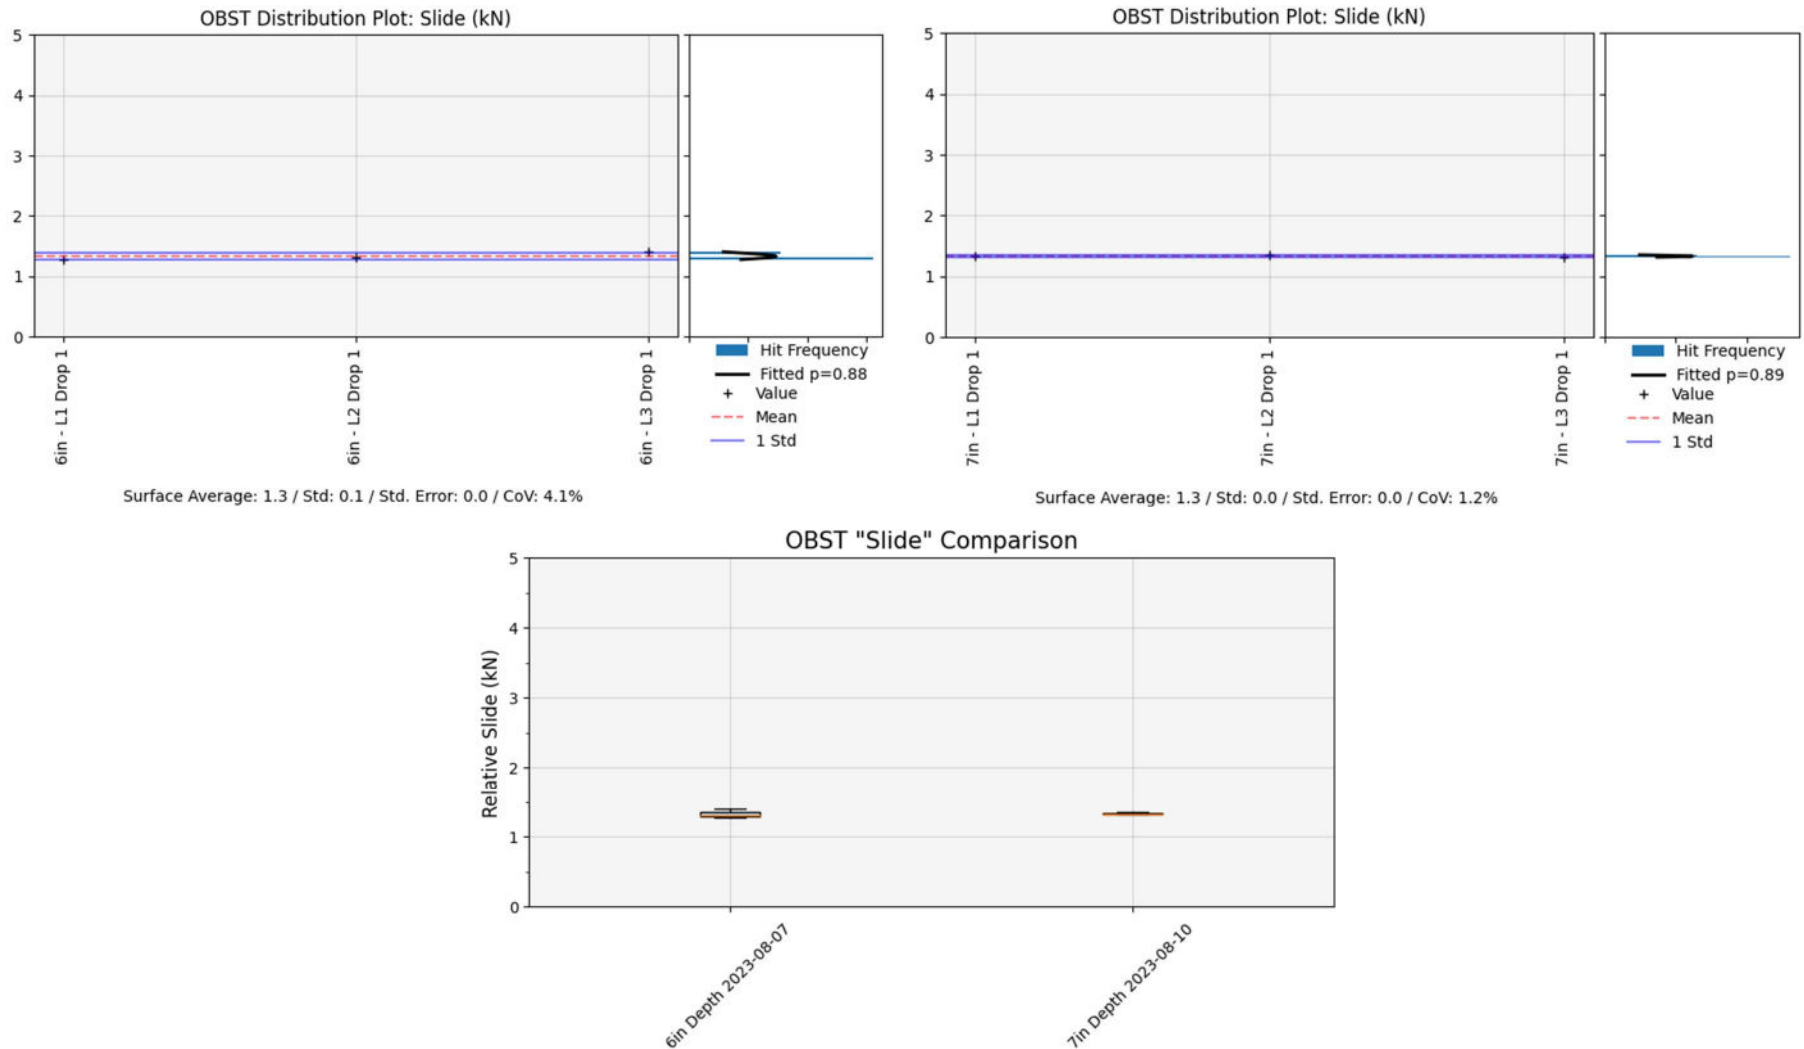 OBST Distribution Plot: Slide (kN)
5
4
3
2
1
0
6in - L1 Drop 1
6in - L2 Drop 1
6in - L3 Drop 1
Hit Frequency
Fitted p=0.88
Value
Mean
1 Std
Surface Average: 1.3 / Std: 0.1 / Std. Error: 0.0 / CoV: 4.1%
OBST Distribution Plot: Slide (kN)
5
4
3
2
1
0
7in - L1 Drop 1
7in - L2 Drop 1
7in - L3 Drop 1
Hit Frequency
Fitted p=0.89
Value
Mean
1 Std
Surface Average: 1.3 / Std: 0.0 / Std. Error: 0.0 / CoV: 1.2%
OBST "Slide" Comparison
Relative Slide (kN)
5
4
3
2
1
0
6in Depth 2023-08-07
7in Depth 2023-08-10